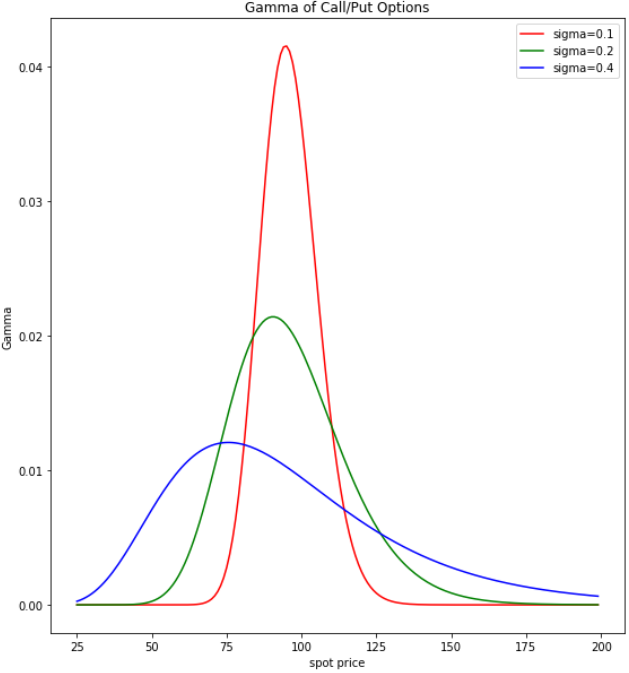 Gamma of Call/Put Options
sigma=0.1
sigma=0.2
sigma=0.4
0.04
0.03
0.02
0.01
0.00
Gamma
25 50 75 100 125 150 175 200
spot price